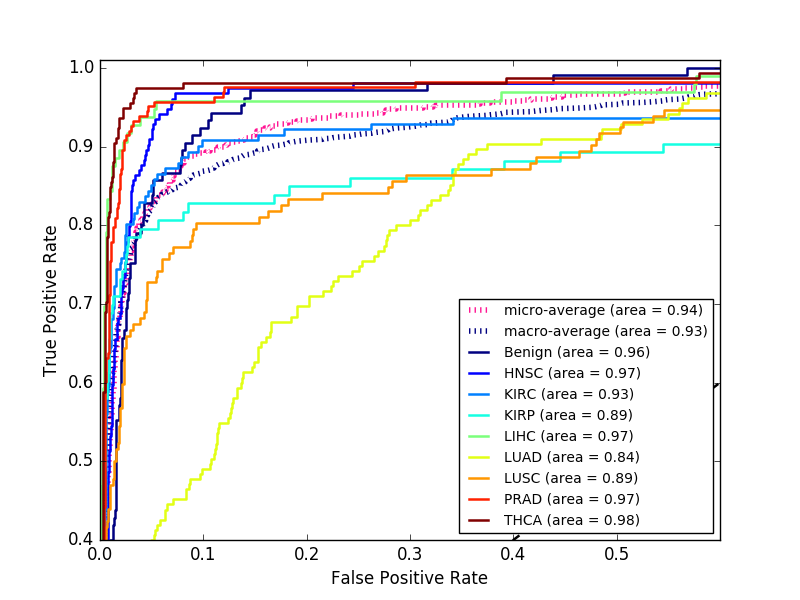 1.0
0.9
0.8
0.7
0.6
0.5
0.4
True Positive Rate
micro-average (area = 0.94)
macro-average (area = 0.93)
Benign (area = 0.96)
HNSC (area = 0.97)
KIRC (area = 0.93)
KIRP (area = 0.89)
LIHC (area = 0.97)
LUAD (area = 0.84)
LUSC (area = 0.89)
PRAD (area = 0.97)
THCA (area = 0.98)
0.0 0.1 0.2 0.3 0.4 0.5
False Positive Rate